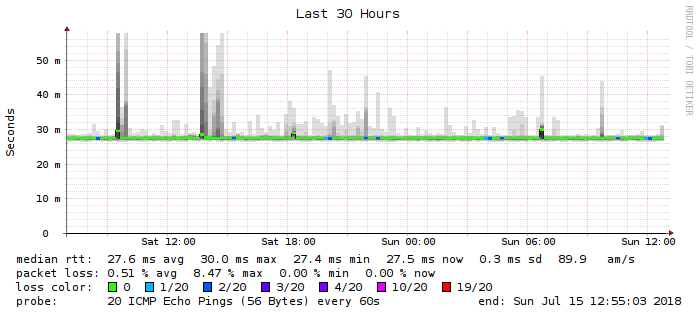 Last 30 Hours
RRDTOOL / TOBI OETIKER
Seconds
50 m
40 m
30 m
20 m
10 m
0
Sat 12:00 Sat 18:00 Sun 00:00 Sun 06:00 Sun 12:00
median rtt: 27.6 ms avg 30.0 ms max 27.4 ms min 27.5 ms now 0.3 ms sd 89.9 am/s
packet loss: 0.51 % avg 8.47 % max 0.00 % min 0.00 % now
loss color: 0 1/20 2/20 3/20 4/20 10/20 19/20
probe: 20 ICMP Echo Pings (56 Bytes) every 60s end: Sun Jul 15 12:55:03 2018